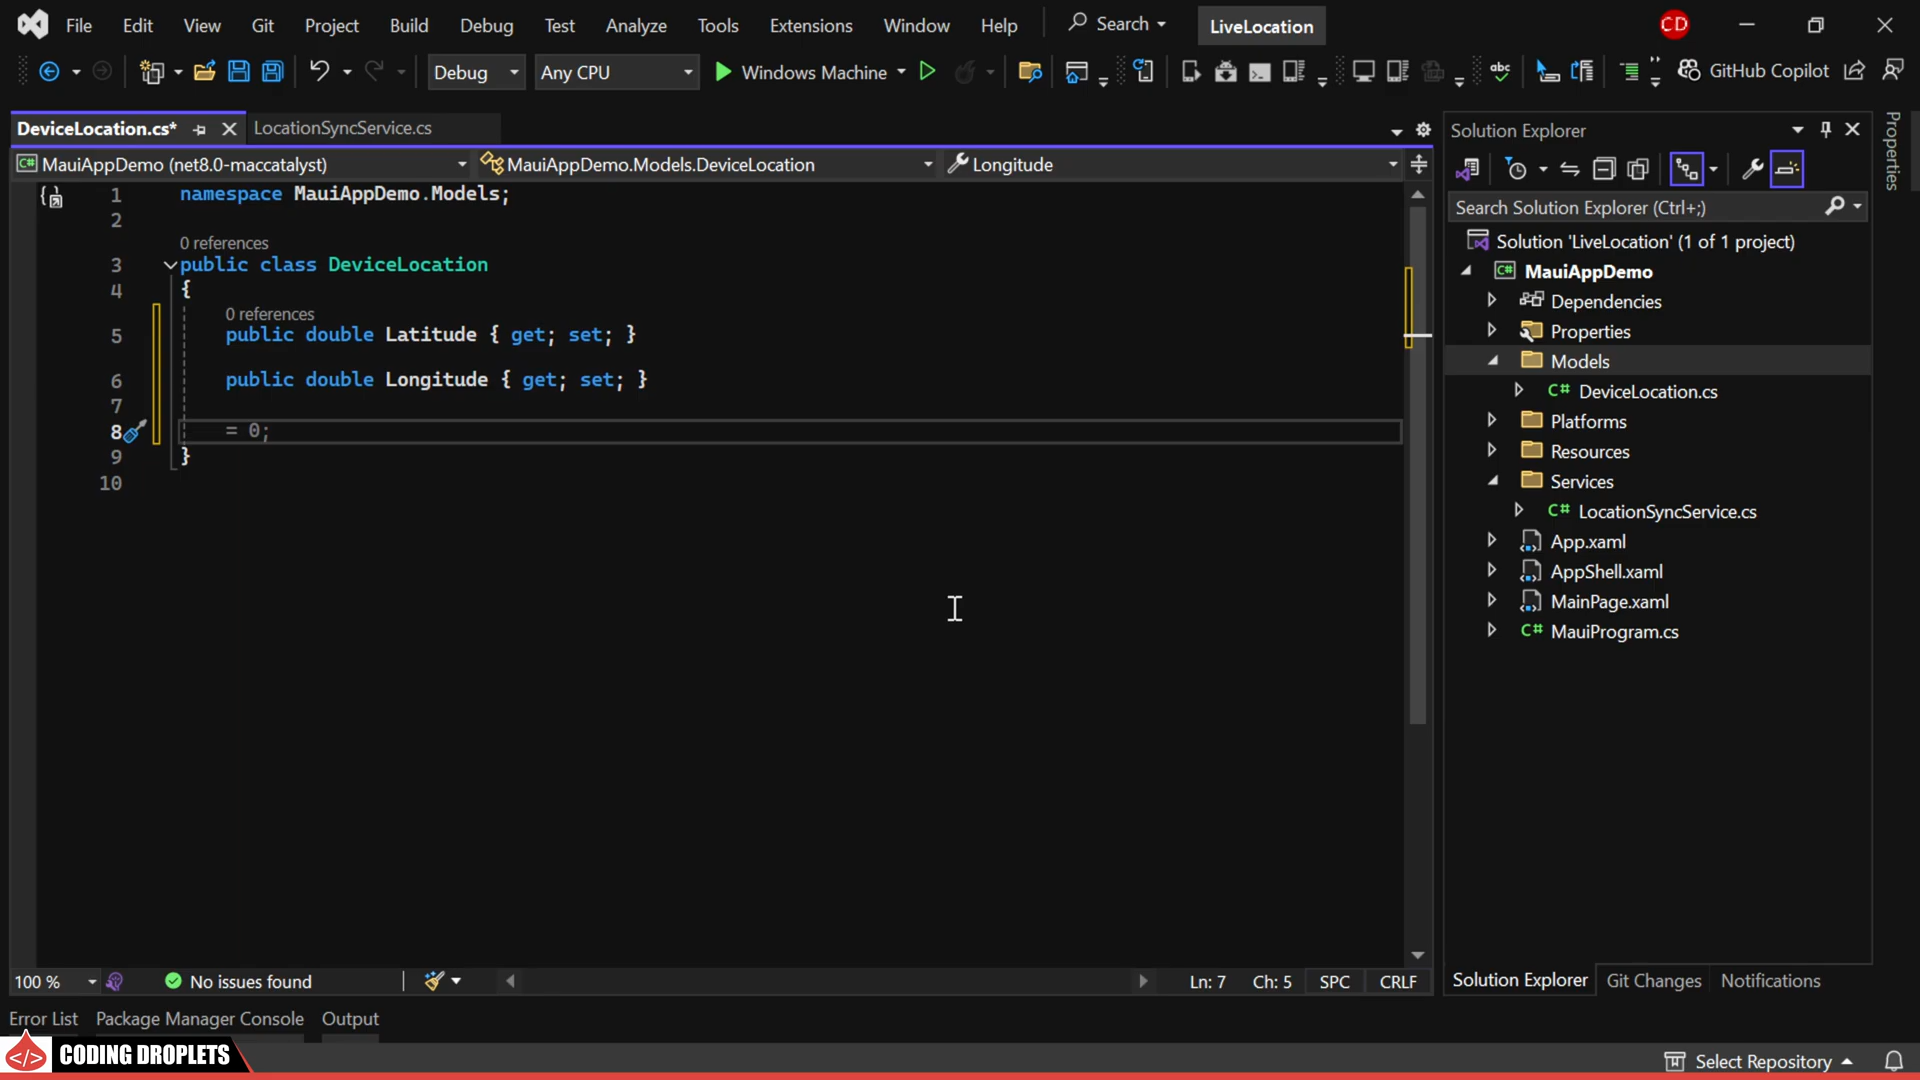 File Edit View Git Project Build Debug Test Analyze Tools Extensions Window Help Search LiveLocation CD
Debug Any CPU Windows Machine abc GitHub Copilot
DeviceLocation.cs* LocationSyncService.cs
MauiAppDemo (net8.0-maccatalyst) MauiAppDemo.Models.DeviceLocation Longitude
1 namespace MauiAppDemo.Models;
2
0 references
3 public class DeviceLocation
4 {
0 references
5 public double Latitude { get; set; }
6 public double Longitude { get; set; }
7
8 = 0;
9 }
10
100 % No issues found Ln: 7 Ch: 5 SPC CRLF
Solution Explorer
Search Solution Explorer (Ctrl+;)
Solution 'LiveLocation' (1 of 1 project)
C# MauiAppDemo
Dependencies
Properties
Models
C# DeviceLocation.cs
Platforms
Resources
Services
C# LocationSyncService.cs
App.xaml
AppShell.xaml
MainPage.xaml
C# MauiProgram.cs
Solution Explorer Git Changes Notifications
Properties
Error List Package Manager Console Output
</> CODING DROPLETS
Select Repository